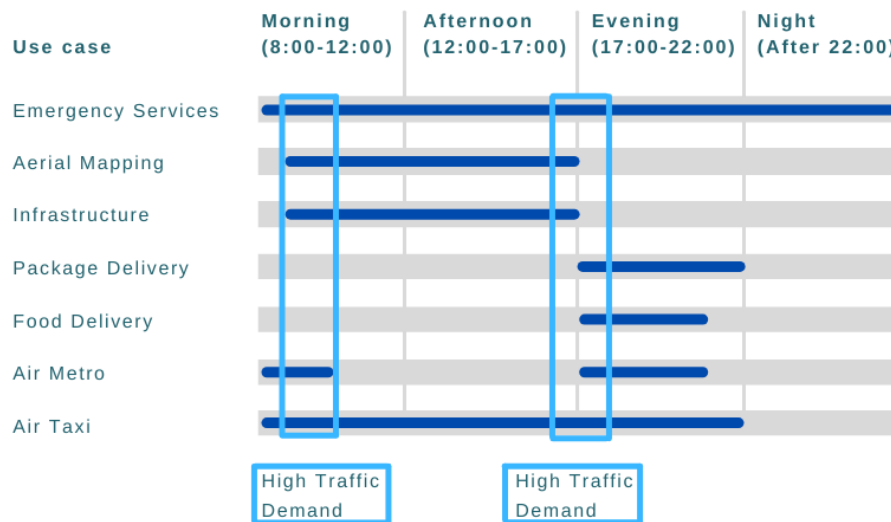 Use case
Morning
(8:00-12:00)
Afternoon
(12:00-17:00)
Evening
(17:00-22:00)
Night
(After 22:00)
Emergency Services
Aerial Mapping
Infrastructure
Package Delivery
Food Delivery
Air Metro
Air Taxi
High Traffic
Demand
High Traffic
Demand